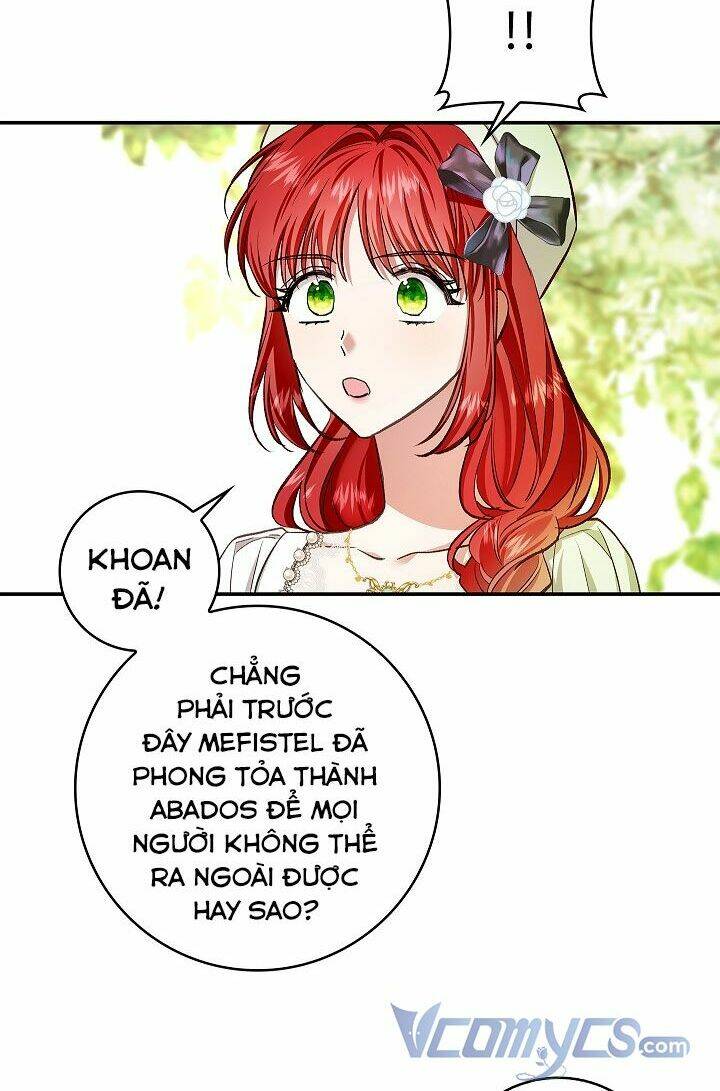 !!
KHOAN
ĐÃ!
CHẲNG
PHẢI TRƯỚC
ĐÂY MEFISTEL ĐÃ
PHONG TỎA THÀNH
ABADOS ĐỂ MỌI
NGƯỜI KHÔNG THỂ
RA NGOÀI ĐƯỢC
HAY SAO?
VCOMYCS.com